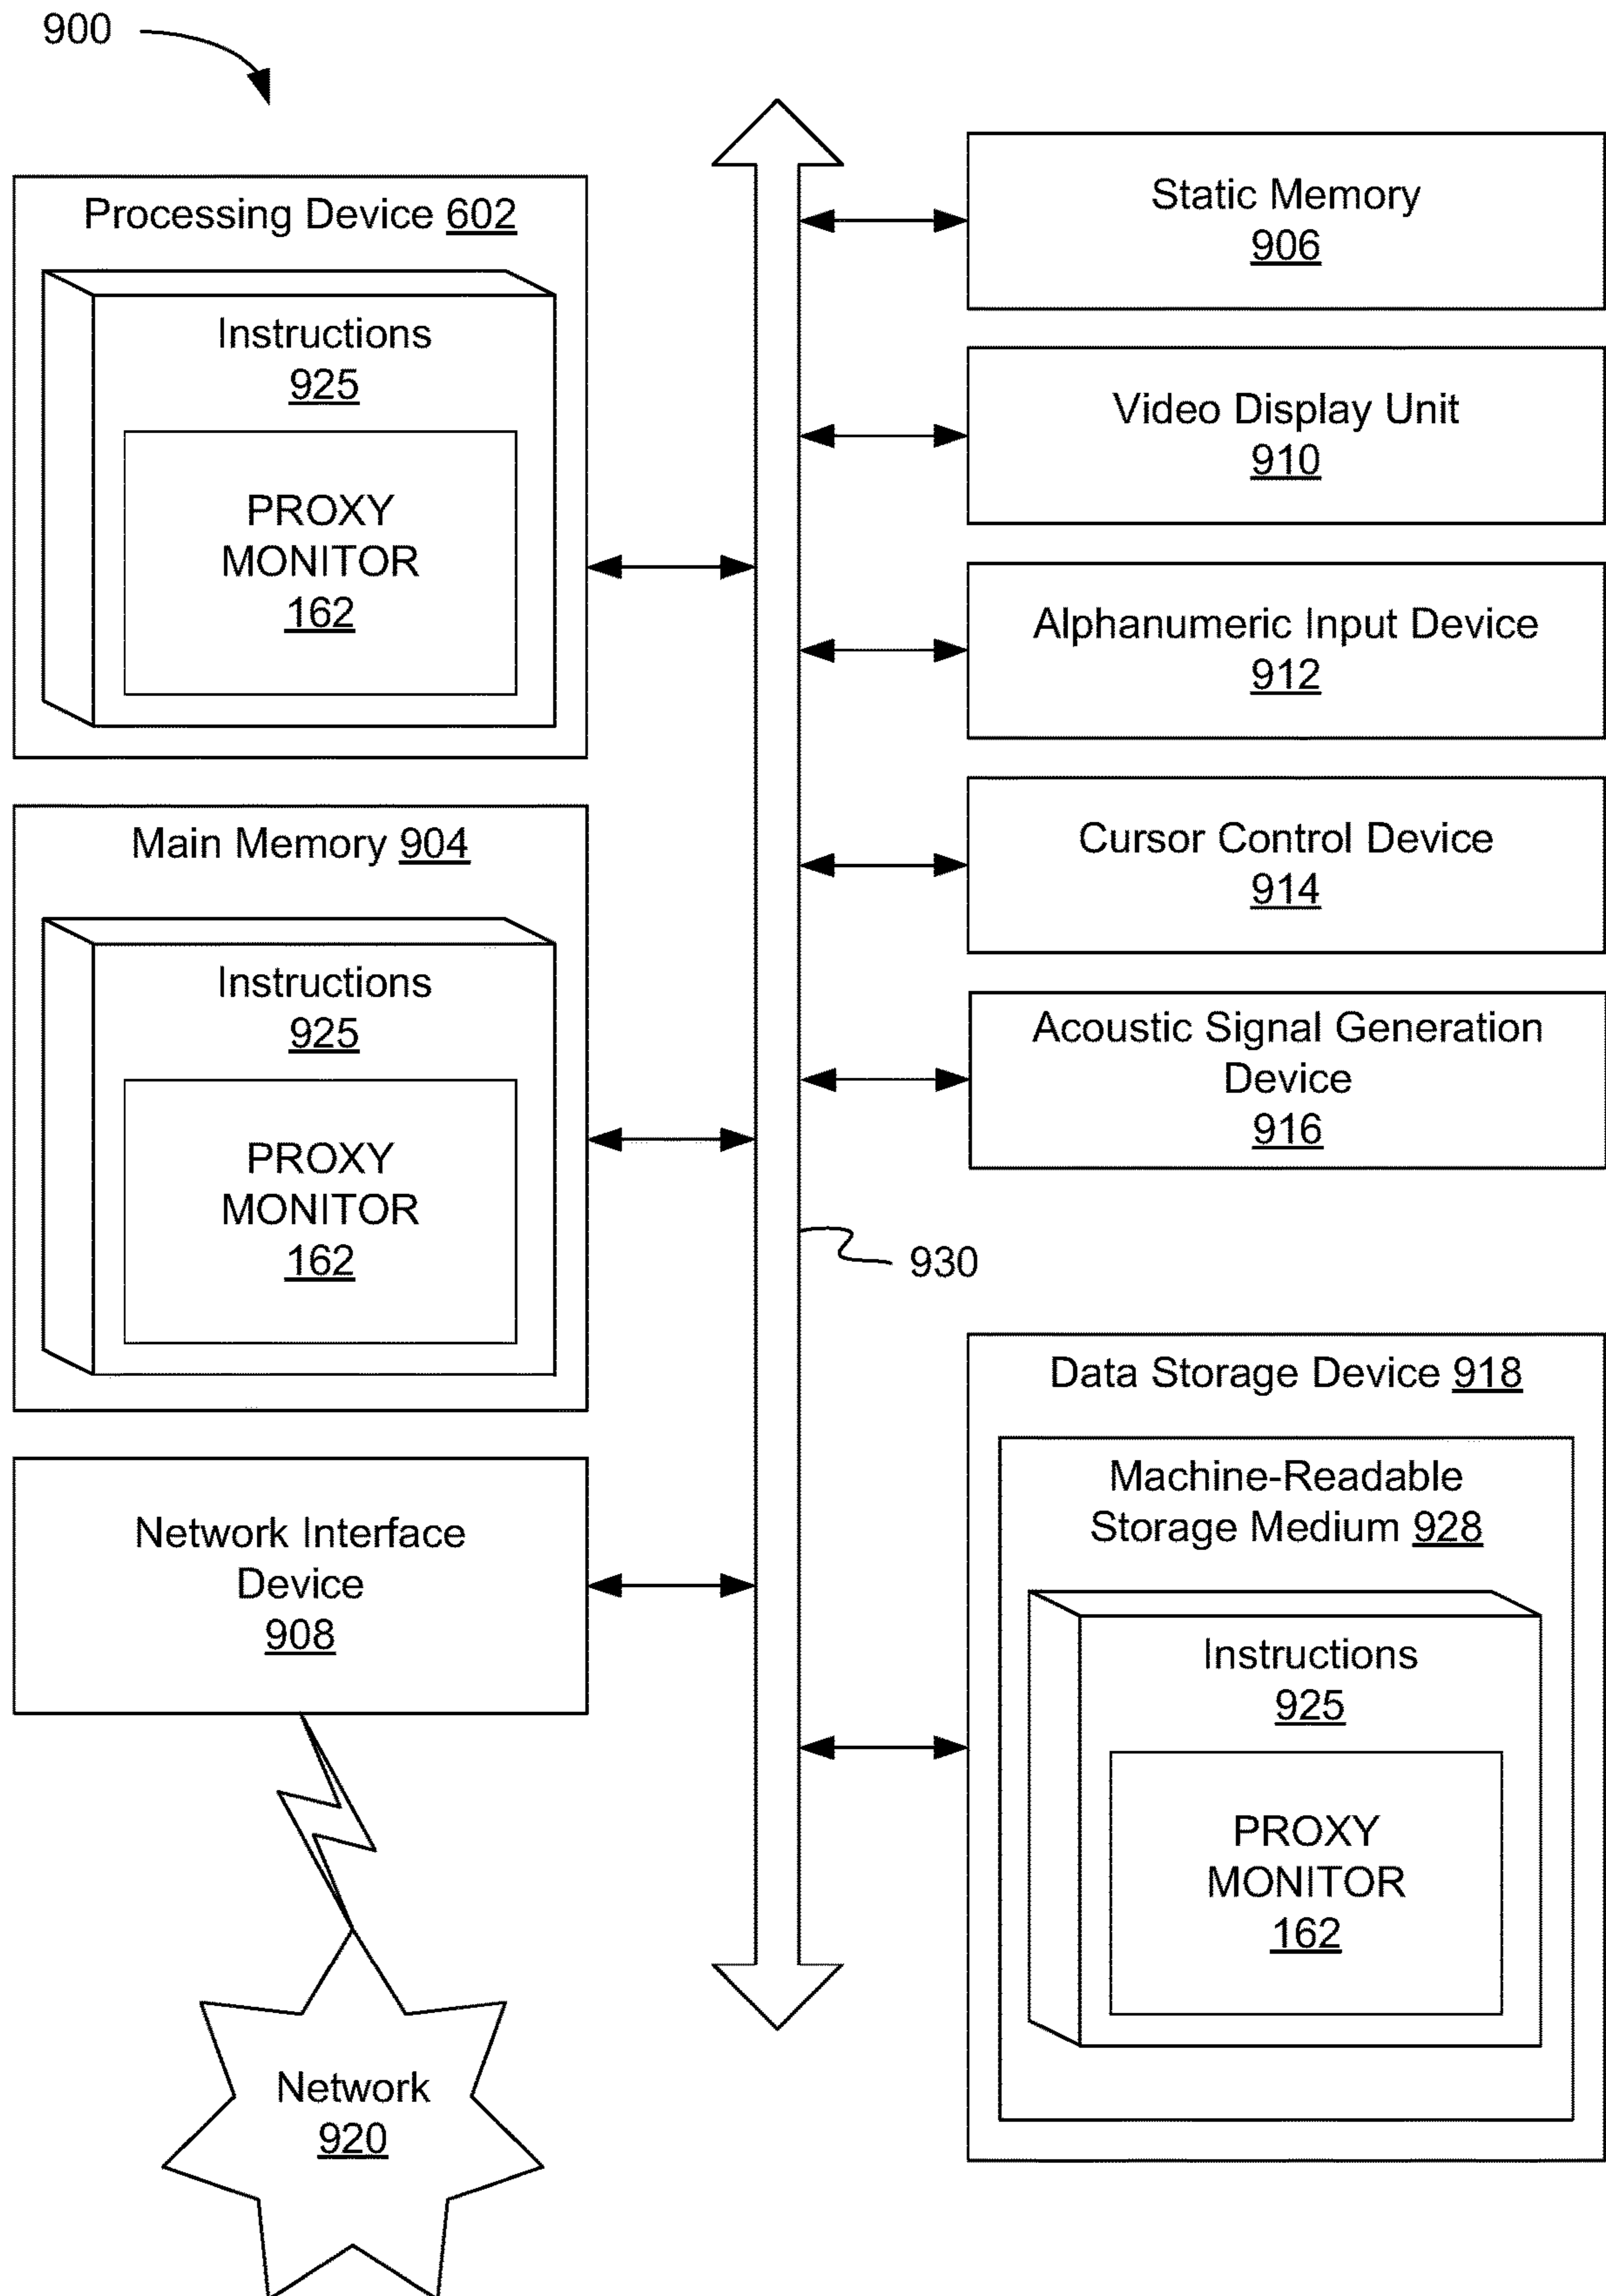 900
Processing Device 602
Instructions
925
PROXY
MONITOR
162
Main Memory 904
Instructions
925
PROXY
MONITOR
162
Network Interface
Device
908
Network
920
Static Memory
906
Video Display Unit
910
Alphanumeric Input Device
912
Cursor Control Device
914
Acoustic Signal Generation
Device
916
930
Data Storage Device 918
Machine-Readable
Storage Medium 928
Instructions
925
PROXY
MONITOR
162